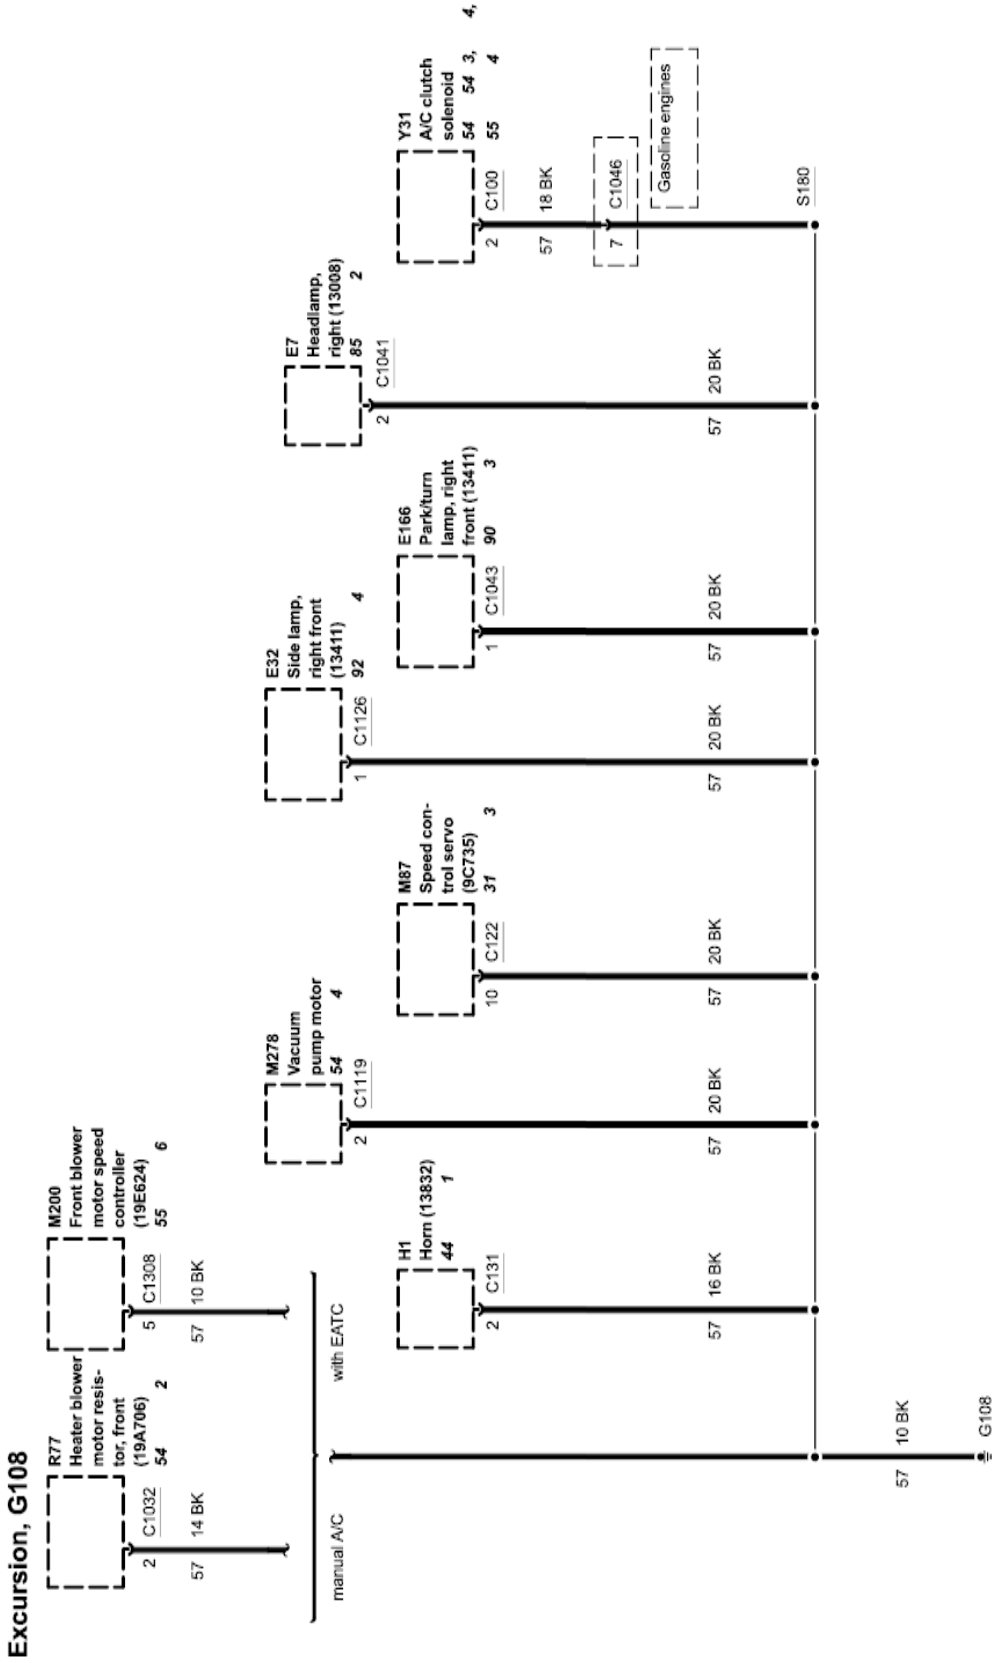 Excursion, G108
R77
Heater blower
motor resis-
tor, front
(19A706)
54 2
C1032
2
57 14 BK
M200
Front blower
motor speed
controller
(19E624)
55 6
C1308
5
57 10 BK
manual A/C
with EATC
M278
Vacuum
pump motor
54 4
C1119
2
57 20 BK
E32
Side lamp,
right front
(13411)
92 4
C1126
1
57 20 BK
E7
Headlamp,
right (13008)
85 2
C1041
2
57 20 BK
H1
Horn (13832)
44 1
C131
2
57 16 BK
M87
Speed con-
trol servo
(9C735)
31 3
C122
10
57 20 BK
E166
Park/turn
lamp, right
front (13411)
90 3
C1043
1
57 20 BK
Y31
A/C clutch
solenoid
54 54 3, 4,
55 4
C100
2
57 18 BK
7 C1046
Gasoline engines
S180
57 10 BK
G108